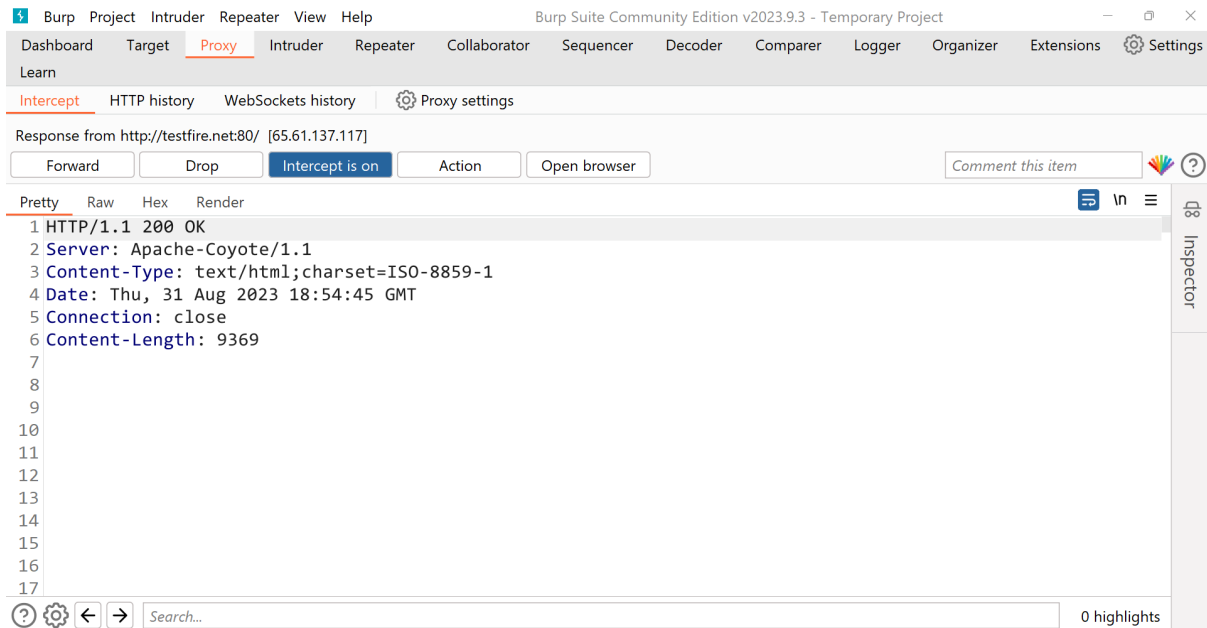 Burp Project Intruder Repeater View Help Burp Suite Community Edition v2023.9.3 - Temporary Project
Dashboard Target Proxy Intruder Repeater Collaborator Sequencer Decoder Comparer Logger Organizer Extensions Settings
Learn
Intercept HTTP history WebSockets history Proxy settings
Response from http://testfire.net:80/ [65.61.137.117]
Forward Drop Intercept is on Action Open browser Comment this item ?
Pretty Raw Hex Render \n
Inspector
1 HTTP/1.1 200 OK
2 Server: Apache-Coyote/1.1
3 Content-Type: text/html;charset=ISO-8859-1
4 Date: Thu, 31 Aug 2023 18:54:45 GMT
5 Connection: close
6 Content-Length: 9369
7
8
9
10
11
12
13
14
15
16
17
? Search... 0 highlights